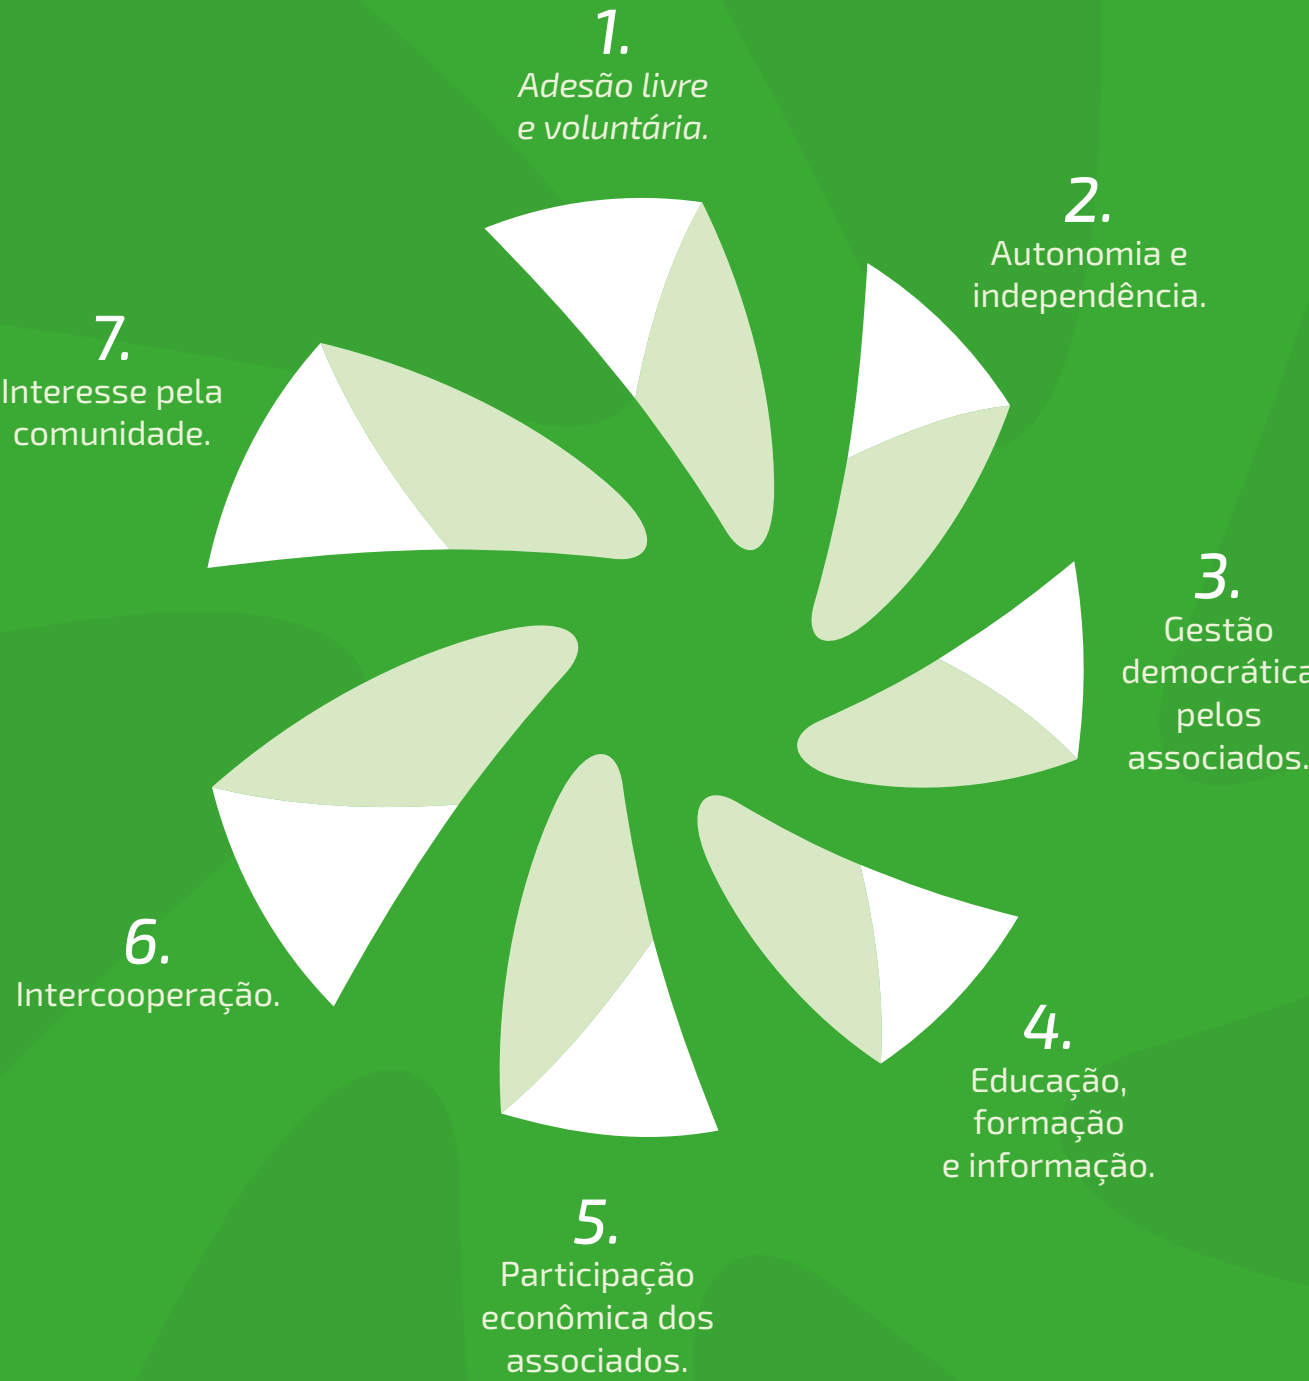 1.
Adesão livre
e voluntária.
2.
Autonomia e
independência.
3.
Gestão
democrática
pelos
associados.
4.
Educação,
formação
e informação.
5.
Participação
econômica dos
associados.
6.
Intercooperação.
7.
Interesse pela
comunidade.